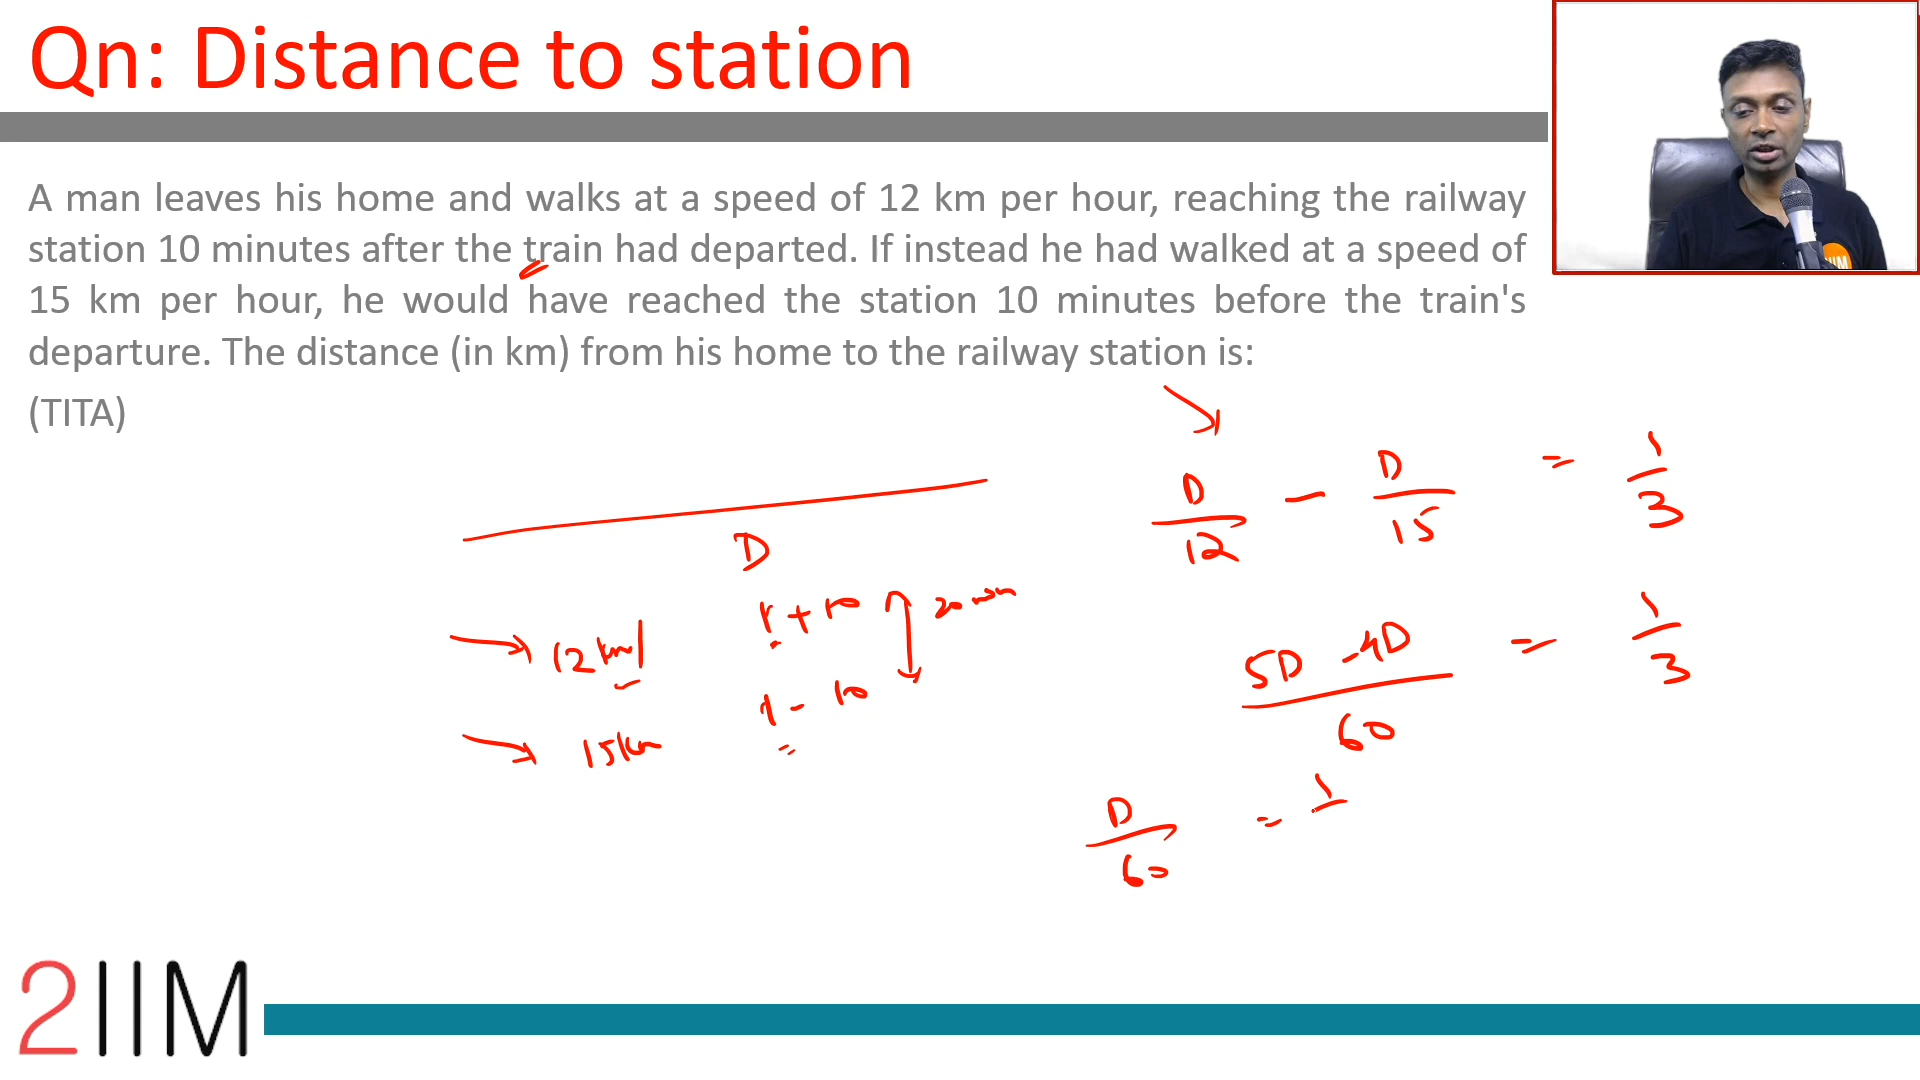 Qn: Distance to station
A man leaves his home and walks at a speed of 12 km per hour, reaching the railway
station 10 minutes after the train had departed. If instead he had walked at a speed of
15 km per hour, he would have reached the station 10 minutes before the train's
departure. The distance (in km) from his home to the railway station is:
(TITA)
D/12 - D/15 = 1/3
D
12 km/ t + 10 20 min
5D - 4D/60 = 1/3
15km t - 10
D/60 = 1
2IIM